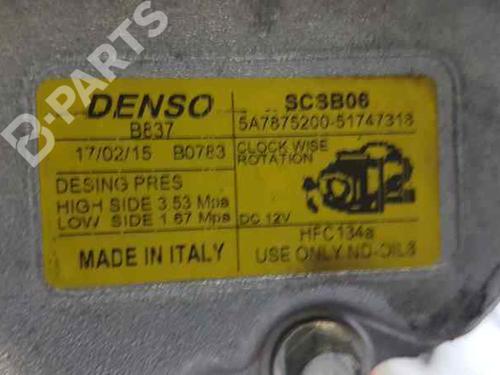 DENSO
B837
17/02/15 B0783
DESING PRES
HIGH SIDE 3.53 Mpa
LOW SIDE 1.67 Mpa
MADE IN ITALY
SCSB06
5A7875200-51747318
CLOCK WISE
ROTATION
DC 12V
HFC134a
USE ONLY ND-OIL8
B-PARTS